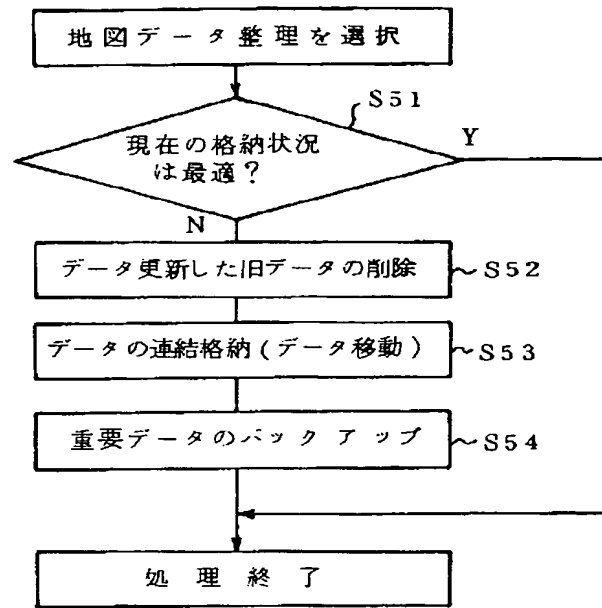 地図データ整理を選択
S51
現在の格納状況
は最適?
Y
N
データ更新した旧データの削除
S52
データの連結格納(データ移動)
S53
重要データのバックアップ
S54
処理終了